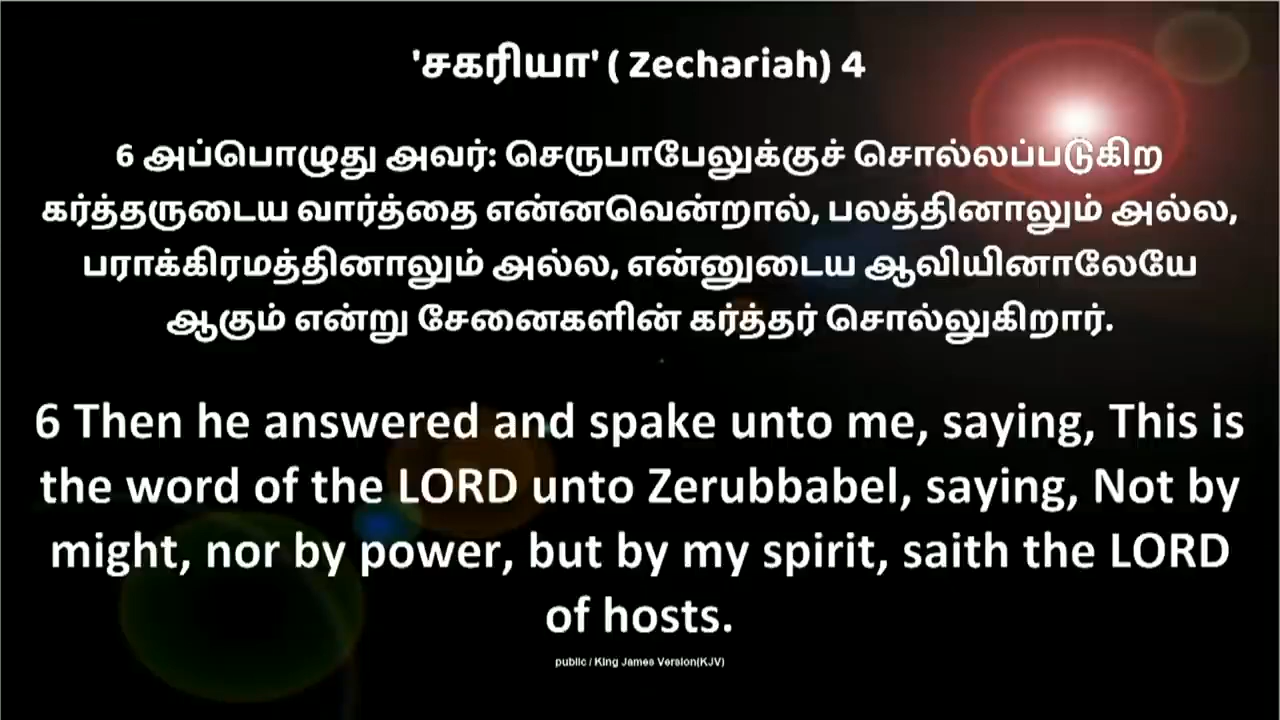 'சகரியா' ( Zechariah) 4
6 அப்பொழுது அவர்: செருபாபேலுக்குச் சொல்லப்படுகிற
கர்த்தருடைய வார்த்தை என்னவென்றால், பலத்தினாலும் அல்ல,
பராக்கிரமத்தினாலும் அல்ல, என்னுடைய ஆவியினாலேயே
ஆகும் என்று சேனைகளின் கர்த்தர் சொல்லுகிறார்.
6 Then he answered and spake unto me, saying, This is
the word of the LORD unto Zerubbabel, saying, Not by
might, nor by power, but by my spirit, saith the LORD
of hosts.
public / King James Version(KJV)